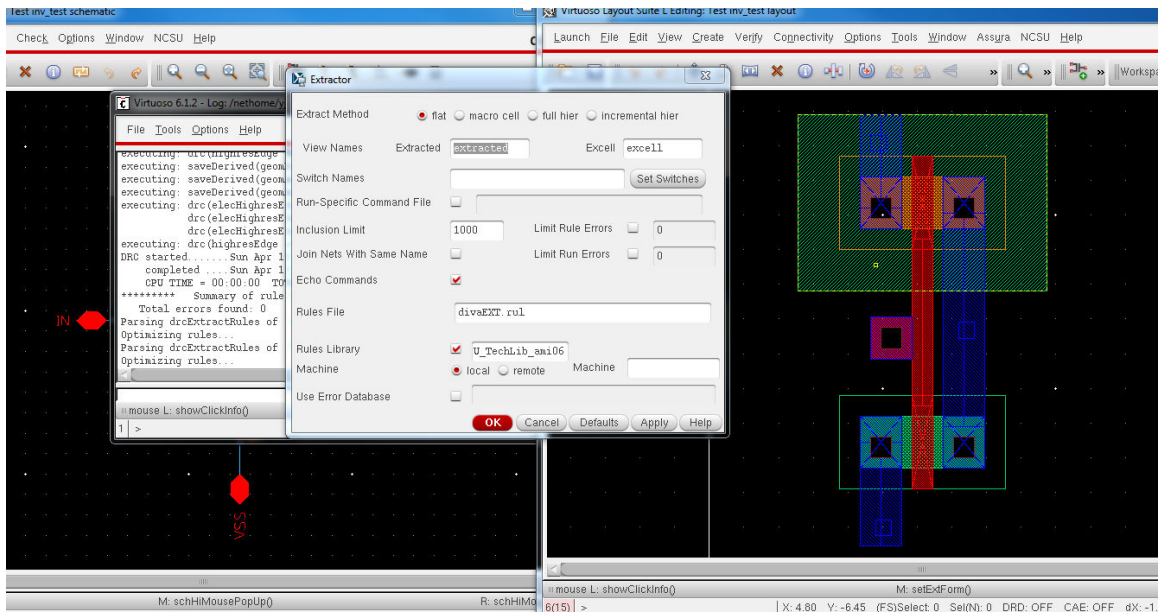 Test inv_test schematic
Check Options Window NCSU Help
Virtuoso 6.1.2 - Log: /nethome/y
File Tools Options Help
executing: drc(highresEdge
executing: saveDerived(geom
executing: saveDerived(geom
executing: saveDerived(geom
executing: drc(elecHighresE
drc(elecHighresE
drc(elecHighresE
executing: drc(highresEdge
DRC started.......Sun Apr 1
completed ....Sun Apr 1
CPU TIME = 00:00:00 TO
********* Summary of rule
Total errors found: 0
Parsing drcExtractRules of
Optimizing rules...
Parsing drcExtractRules of
Optimizing rules...
mouse L: showClickInfo()
1 >
IN
VSS
M: schHiMousePopUp()
R: schHiMo
Extractor
Extract Method flat macro cell full hier incremental hier
View Names Extracted extracted Excell excell
Switch Names Set Switches
Run-Specific Command File
Inclusion Limit 1000 Limit Rule Errors 0
Join Nets With Same Name Limit Run Errors 0
Echo Commands
Rules File divaEXT.rul
Rules Library U_TechLib_ami06
Machine local remote Machine
Use Error Database
OK Cancel Defaults Apply Help
Virtuoso Layout Suite L Editing: Test inv_test layout
Launch File Edit View Create Verify Connectivity Options Tools Window Assura NCSU Help
» » » Workspa
mouse L: showClickInfo() M: setExtForm()
6(15) > X: 4.80 Y: -6.45 (FS)Select: 0 Sel(N): 0 DRD: OFF CAE: OFF dX: -1